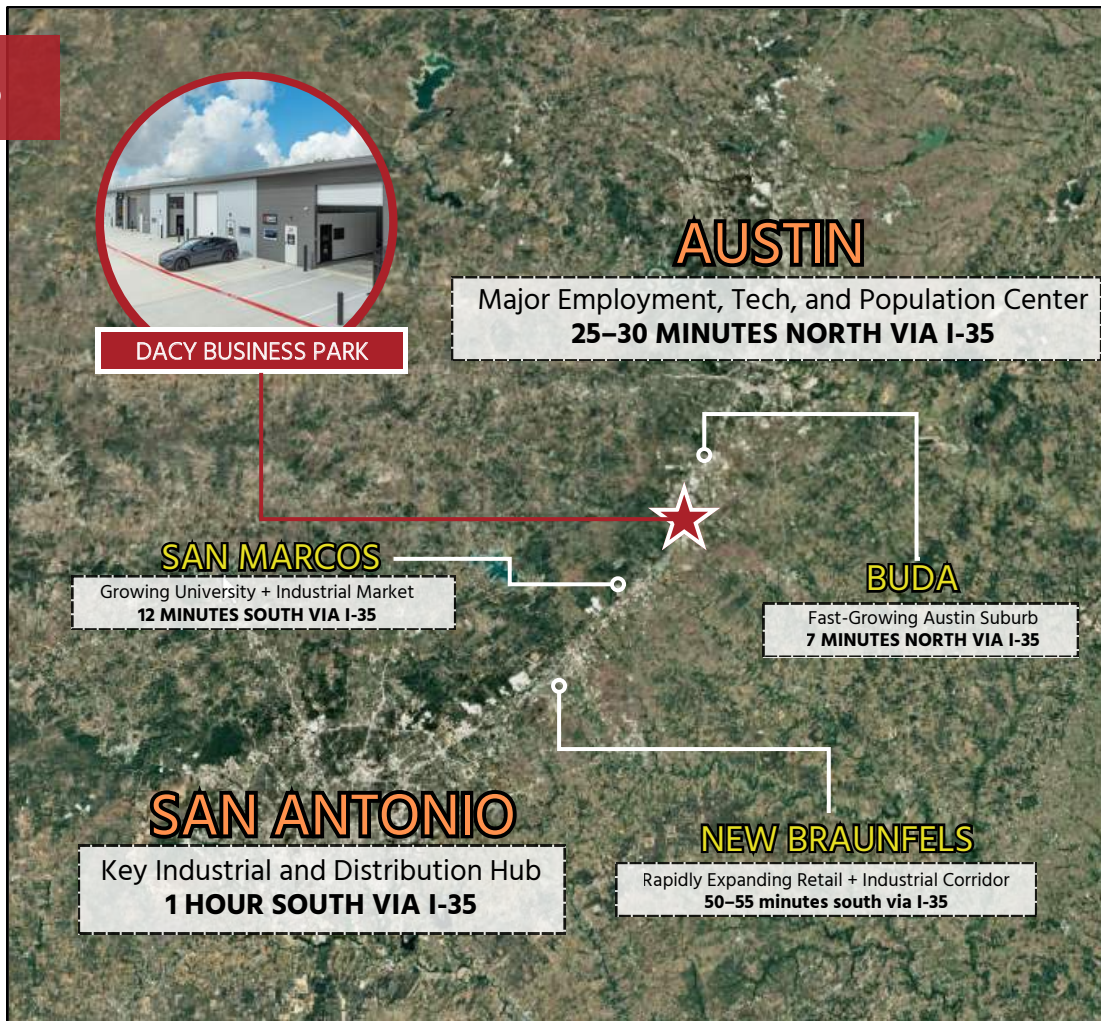 AUSTIN
Major Employment, Tech, and Population Center
25–30 MINUTES NORTH VIA I-35
DACY BUSINESS PARK
SAN MARCOS
Growing University + Industrial Market
12 MINUTES SOUTH VIA I-35
BUDA
Fast-Growing Austin Suburb
7 MINUTES NORTH VIA I-35
SAN ANTONIO
Key Industrial and Distribution Hub
1 HOUR SOUTH VIA I-35
NEW BRAUNFELS
Rapidly Expanding Retail + Industrial Corridor
50–55 minutes south via I-35